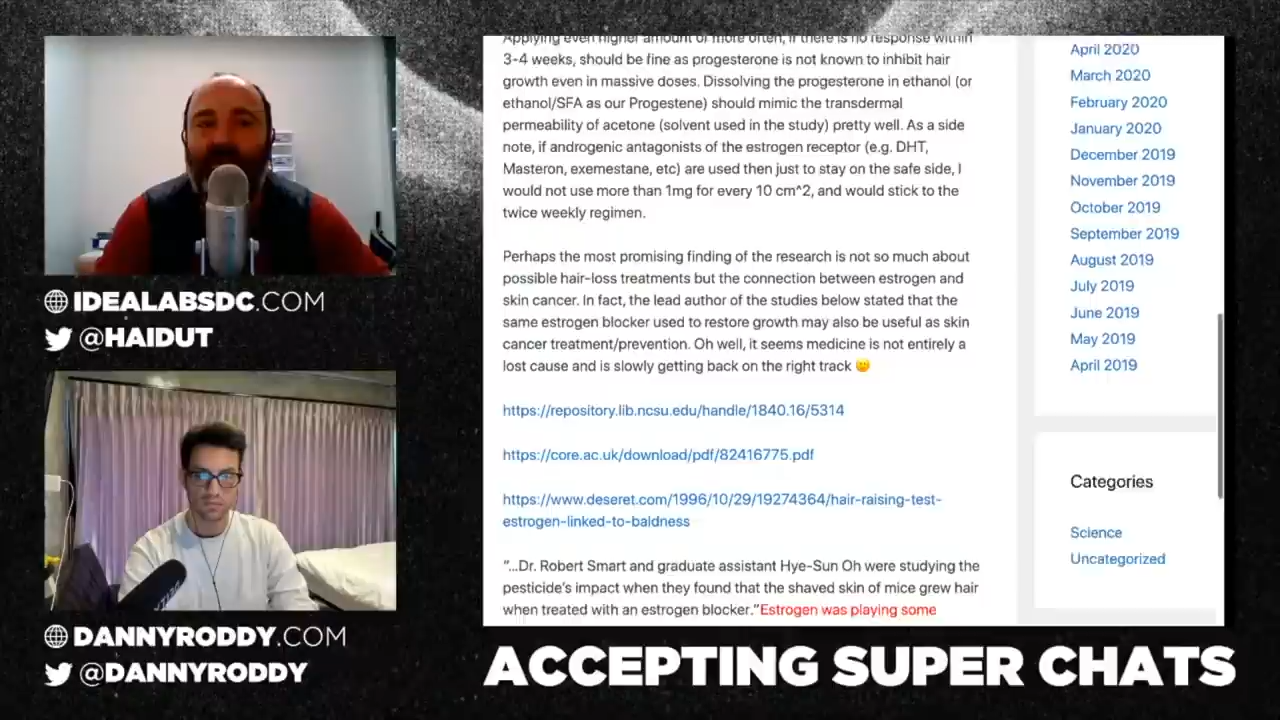 IDEALABSDC.COM
@HAIDUT
DANNYRODDY.COM
@DANNYRODDY
Applying even higher amount or more often, if there is no response within
3-4 weeks, should be fine as progesterone is not known to inhibit hair
growth even in massive doses. Dissolving the progesterone in ethanol (or
ethanol/SFA as our Progestene) should mimic the transdermal
permeability of acetone (solvent used in the study) pretty well. As a side
note, if androgenic antagonists of the estrogen receptor (e.g. DHT,
Masteron, exemestane, etc) are used then just to stay on the safe side, I
would not use more than 1mg for every 10 cm^2, and would stick to the
twice weekly regimen.
Perhaps the most promising finding of the research is not so much about
possible hair-loss treatments but the connection between estrogen and
skin cancer. In fact, the lead author of the studies below stated that the
same estrogen blocker used to restore growth may also be useful as skin
cancer treatment/prevention. Oh well, it seems medicine is not entirely a
lost cause and is slowly getting back on the right track 🙂
https://repository.lib.ncsu.edu/handle/1840.16/5314
https://core.ac.uk/download/pdf/82416775.pdf
https://www.deseret.com/1996/10/29/19274364/hair-raising-test-
estrogen-linked-to-baldness
“...Dr. Robert Smart and graduate assistant Hye-Sun Oh were studying the
pesticide’s impact when they found that the shaved skin of mice grew hair
when treated with an estrogen blocker.”Estrogen was playing some
April 2020
March 2020
February 2020
January 2020
December 2019
November 2019
October 2019
September 2019
August 2019
July 2019
June 2019
May 2019
April 2019
Categories
Science
Uncategorized
ACCEPTING SUPER CHATS